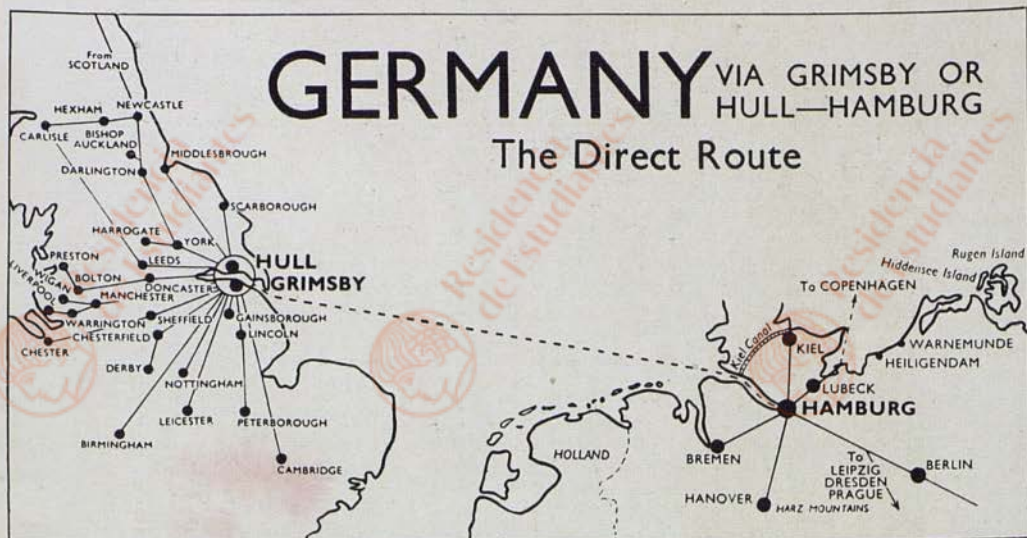 GERMANY
VIA GRIMSBY OR
HULL—HAMBURG
The Direct Route
From
SCOTLAND
HEXHAM
NEWCASTLE
CARLISLE
BISHOP
AUCKLAND
MIDDLESBROUGH
DARLINGTON
SCARBOROUGH
HARROGATE
YORK
PRESTON
LEEDS
HULL
WIGAN
BOLTON
DONCASTER
GRIMSBY
LIVERPOOL
MANCHESTER
WARRINGTON
SHEFFIELD
GAINSBOROUGH
CHESTERFIELD
LINCOLN
CHESTER
DERBY
NOTTINGHAM
LEICESTER
PETERBOROUGH
BIRMINGHAM
CAMBRIDGE
Rugen Island
Hiddensee Island
To COPENHAGEN
Kiel Canal
KIEL
WARNEMUNDE
HEILIGENDAM
LUBECK
HAMBURG
HOLLAND
BREMEN
To
LEIPZIG
DRESDEN
PRAGUE
BERLIN
HANOVER
HARZ MOUNTAINS
Residencia
de Estudiantes
Residencia
de Estudiantes
Residencia
de Estudiantes